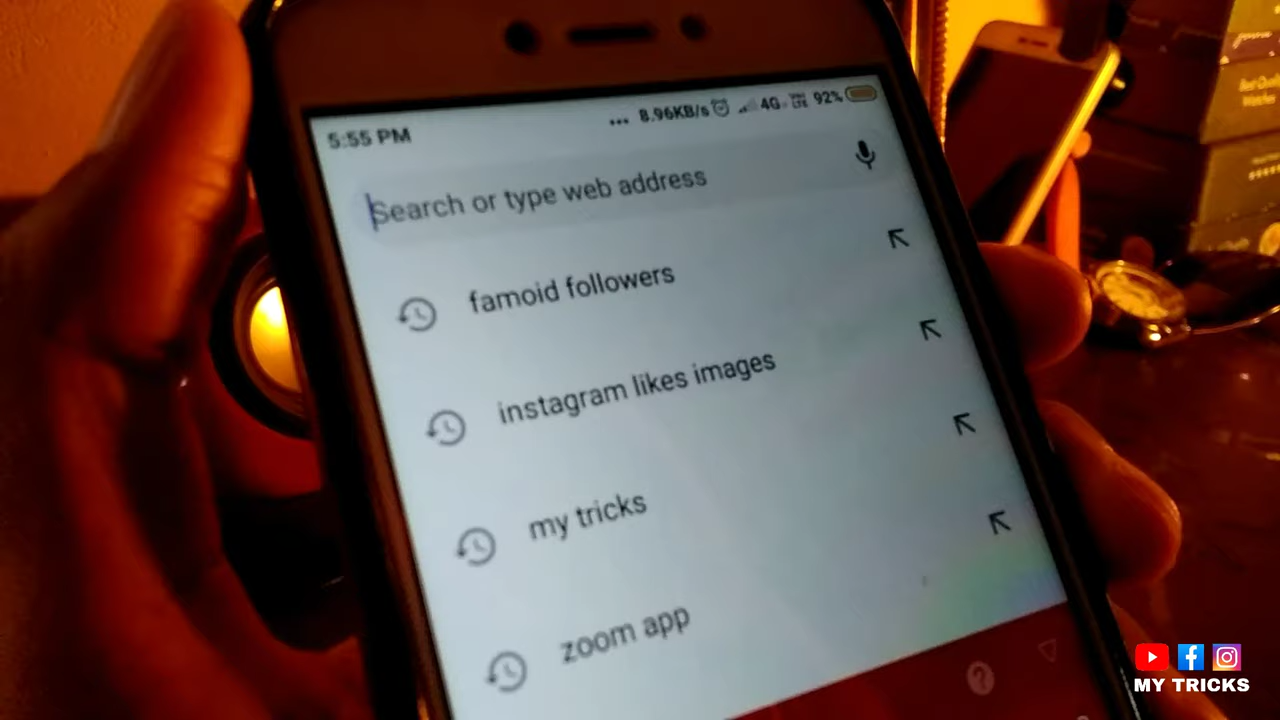 5:55 PM ... 8.96KB/s 4G VoLTE 92%
Search or type web address
famoid followers
instagram likes images
my tricks
zoom app
?
MY TRICKS